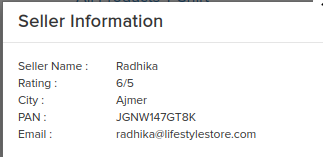 Seller Information
Seller Name : Radhika
Rating : 6/5
City : Ajmer
PAN : JGNW147GT8K
Email : radhika@lifestylestore.com